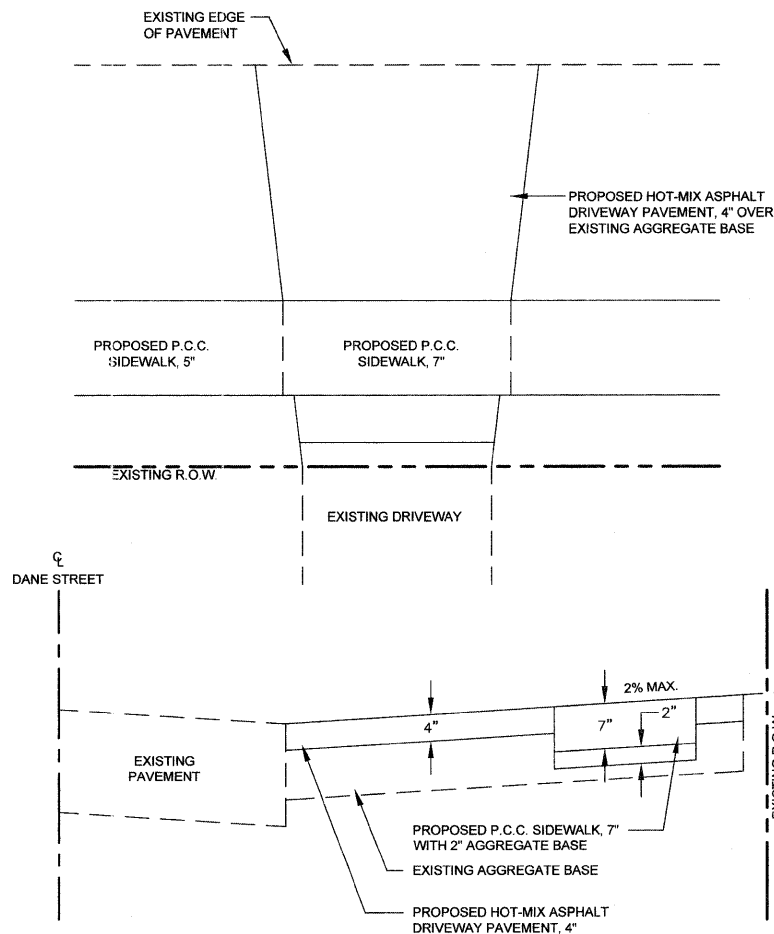 EXISTING EDGE
OF PAVEMENT
PROPOSED HOT-MIX ASPHALT
DRIVEWAY PAVEMENT, 4" OVER
EXISTING AGGREGATE BASE
PROPOSED P.C.C.
SIDEWALK, 5"
PROPOSED P.C.C.
SIDEWALK, 7"
EXISTING R.O.W.
EXISTING DRIVEWAY
℄
DANE STREET
2% MAX.
4"
7"
2"
EXISTING
PAVEMENT
EXISTING R.O.W.
PROPOSED P.C.C. SIDEWALK, 7"
WITH 2" AGGREGATE BASE
EXISTING AGGREGATE BASE
PROPOSED HOT-MIX ASPHALT
DRIVEWAY PAVEMENT, 4"